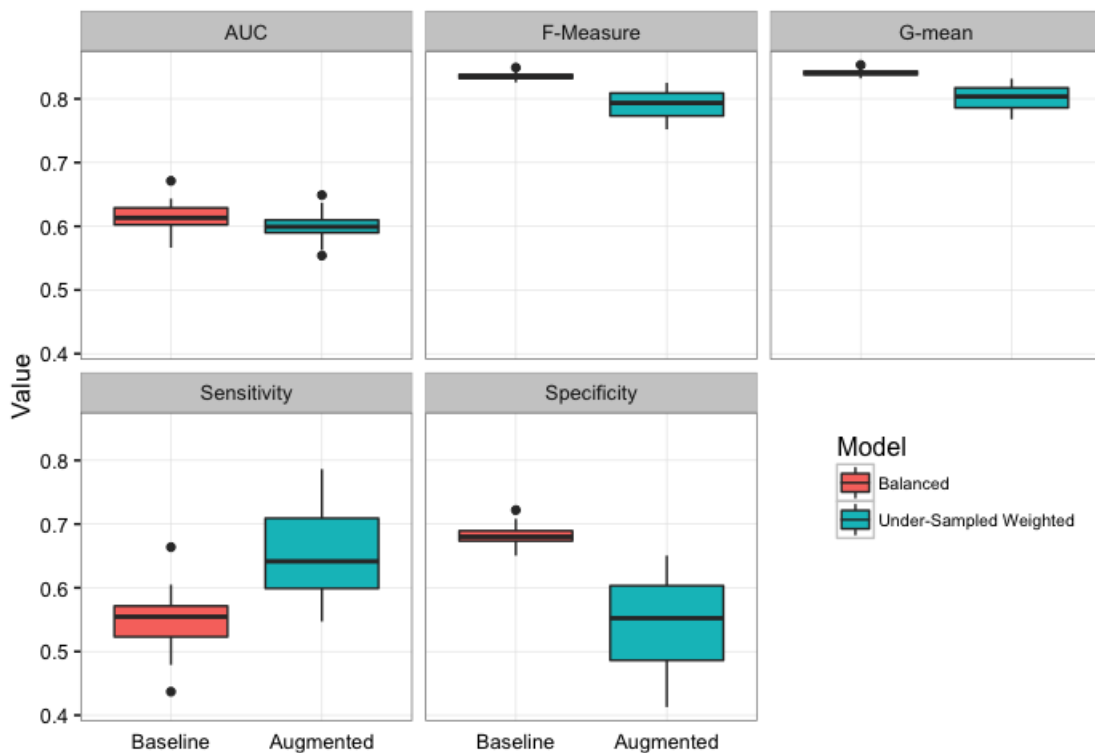 AUC F-Measure G-mean
0.8
0.7
0.6
0.5
0.4
Value
Sensitivity Specificity
0.8
0.7
0.6
0.5
0.4
Baseline Augmented Baseline Augmented
Model
Balanced
Under-Sampled Weighted